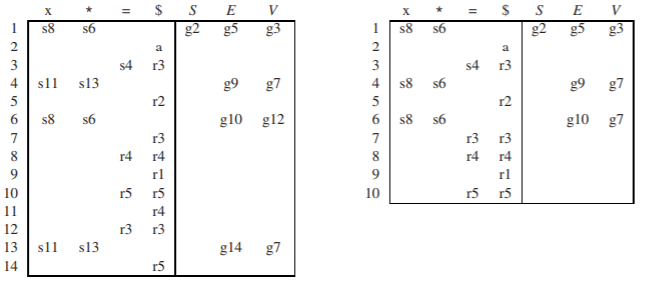 x * = $ S E V
1 s8 s6 g2 g5 g3
2 a
3 s4 r3
4 s11 s13 g9 g7
5 r2
6 s8 s6 g10 g12
7 r3
8 r4 r4
9 r1
10 r5 r5
11 r4
12 r3 r3
13 s11 s13 g14 g7
14 r5
x * = $ S E V
1 s8 s6 g2 g5 g3
2 a
3 s4 r3
4 s8 s6 g9 g7
5 r2
6 s8 s6 g10 g7
7 r3 r3
8 r4 r4
9 r1
10 r5 r5